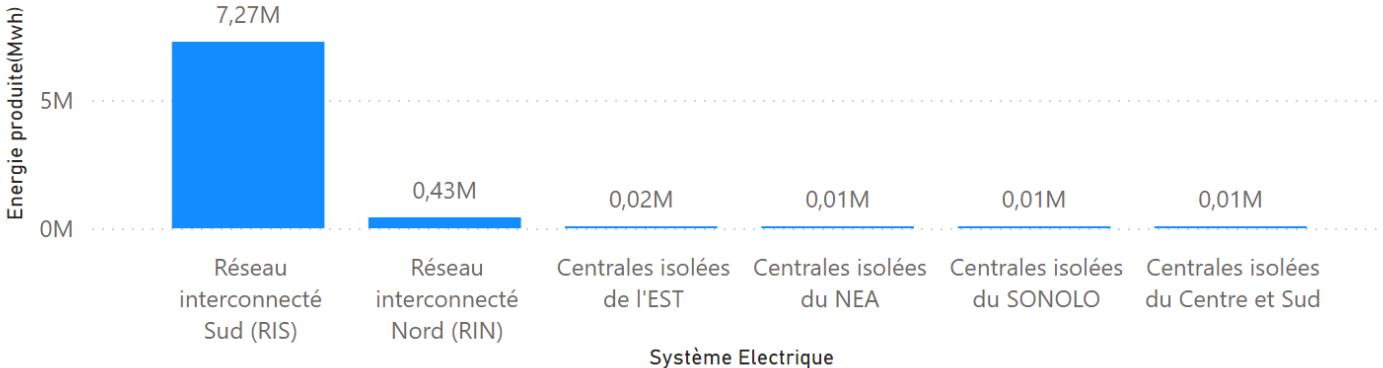 Energie produite(Mwh)
7,27M
5M
0,43M
0,02M
0,01M
0,01M
0,01M
0M
Réseau
interconnecté
Sud (RIS)
Réseau
interconnecté
Nord (RIN)
Centrales isolées
de l'EST
Centrales isolées
du NEA
Centrales isolées
du SONOLO
Centrales isolées
du Centre et Sud
Système Electrique